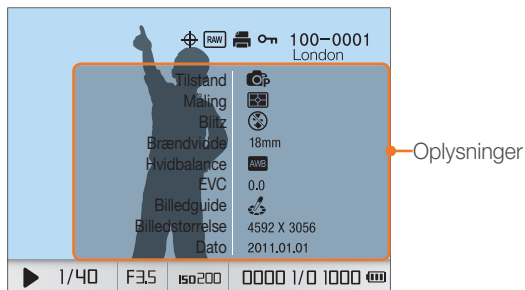 RAW 100-0001
London
Tilstand P
Måling
Blitz
Brændvidde 18mm
Hvidbalance AWB
EVC 0.0
Billedguide
Billedstørrelse 4592 X 3056
Dato 2011.01.01
Oplysninger
1/40 F3.5 ISO200 0000 1/0 1000